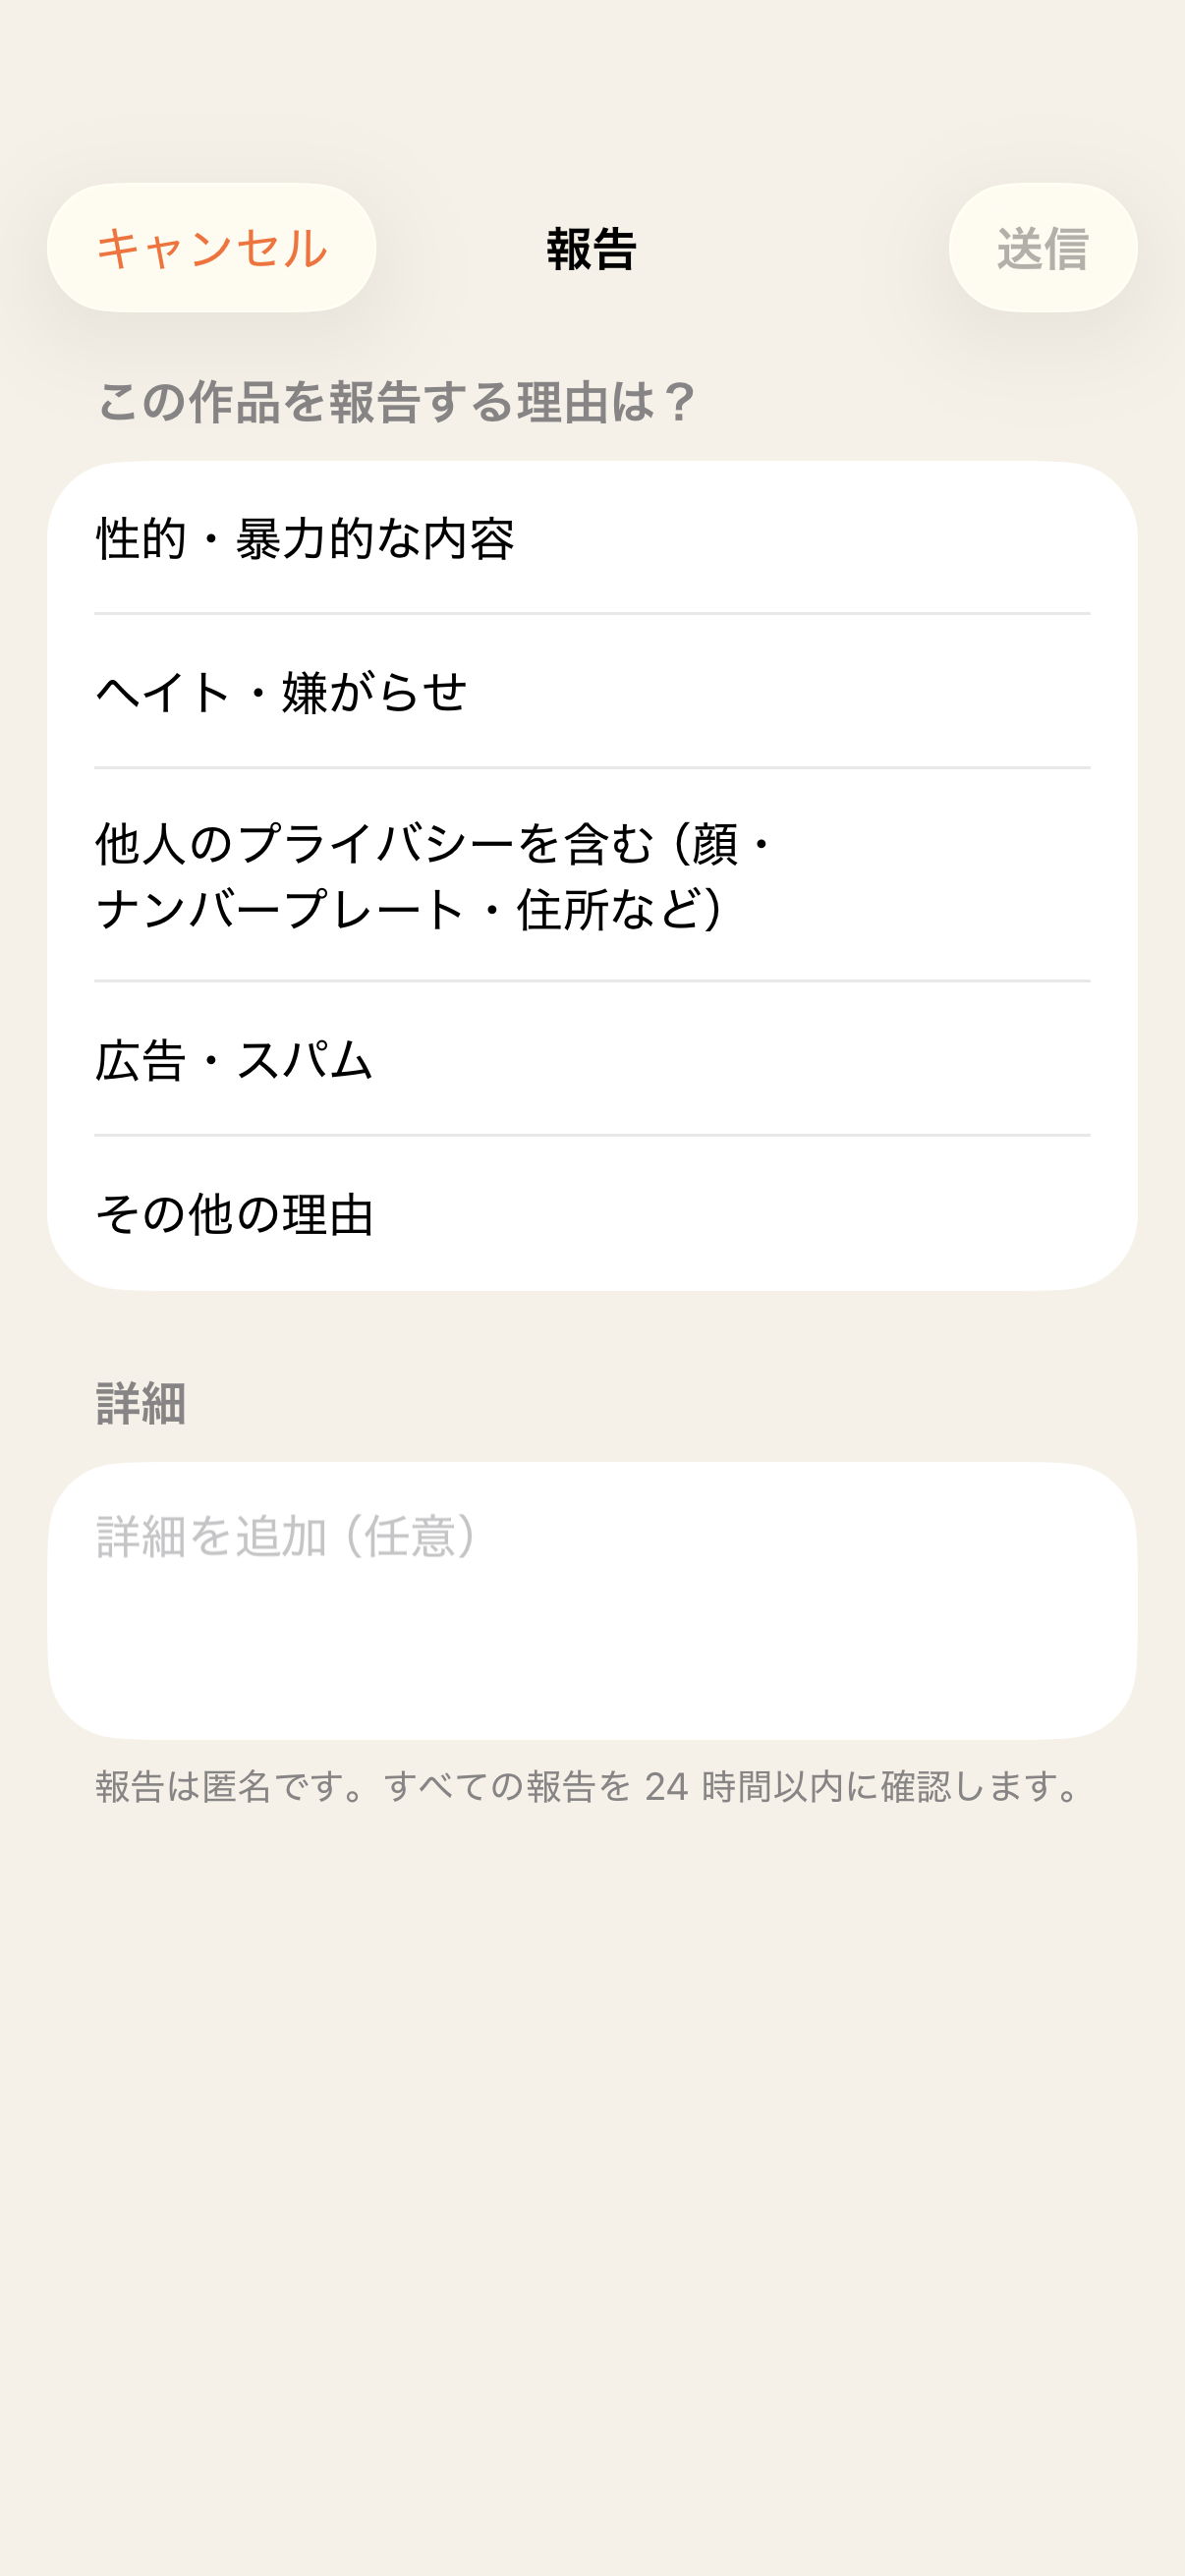 キャンセル
報告
送信
この作品を報告する理由は？
性的・暴力的な内容
ヘイト・嫌がらせ
他人のプライバシーを含む（顔・
ナンバープレート・住所など）
広告・スパム
その他の理由
詳細
詳細を追加（任意）
報告は匿名です。すべての報告を 24 時間以内に確認します。